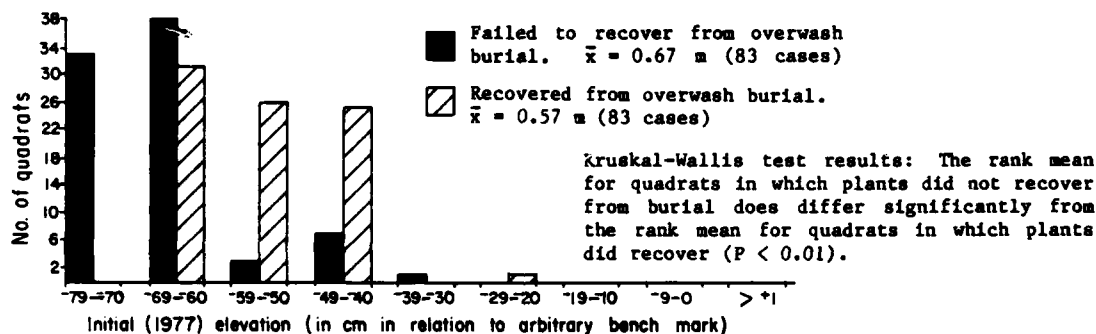 38
34
30
26
22
18
14
10
6
2
No. of quadrats
Failed to recover from overwash
burial. x̄ = 0.67 m (83 cases)
Recovered from overwash burial.
x̄ = 0.57 m (83 cases)
Kruskal-Wallis test results: The rank mean
for quadrats in which plants did not recover
from burial does differ significantly from
the rank mean for quadrats in which plants
did recover (P < 0.01).
-79-70 -69-60 -59-50 -49-40 -39-30 -29-20 -19-10 -9-0 > +1
Initial (1977) elevation (in cm in relation to arbitrary bench mark)